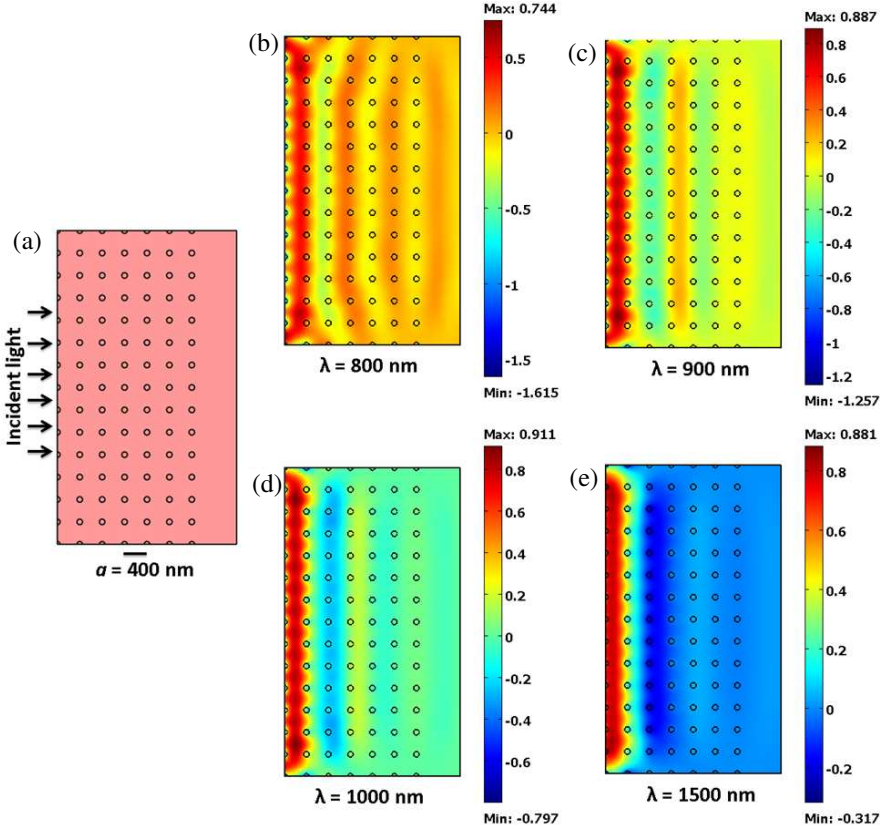 (a)
Incident light
a = 400 nm
(b)
Max: 0.744
0.5
0
-0.5
-1
-1.5
Min: -1.615
λ = 800 nm
(c)
Max: 0.887
0.8
0.6
0.4
0.2
0
-0.2
-0.4
-0.6
-0.8
-1
-1.2
Min: -1.257
λ = 900 nm
(d)
Max: 0.911
0.8
0.6
0.4
0.2
0
-0.2
-0.4
-0.6
Min: -0.797
λ = 1000 nm
(e)
Max: 0.881
0.8
0.6
0.4
0.2
0
-0.2
Min: -0.317
λ = 1500 nm